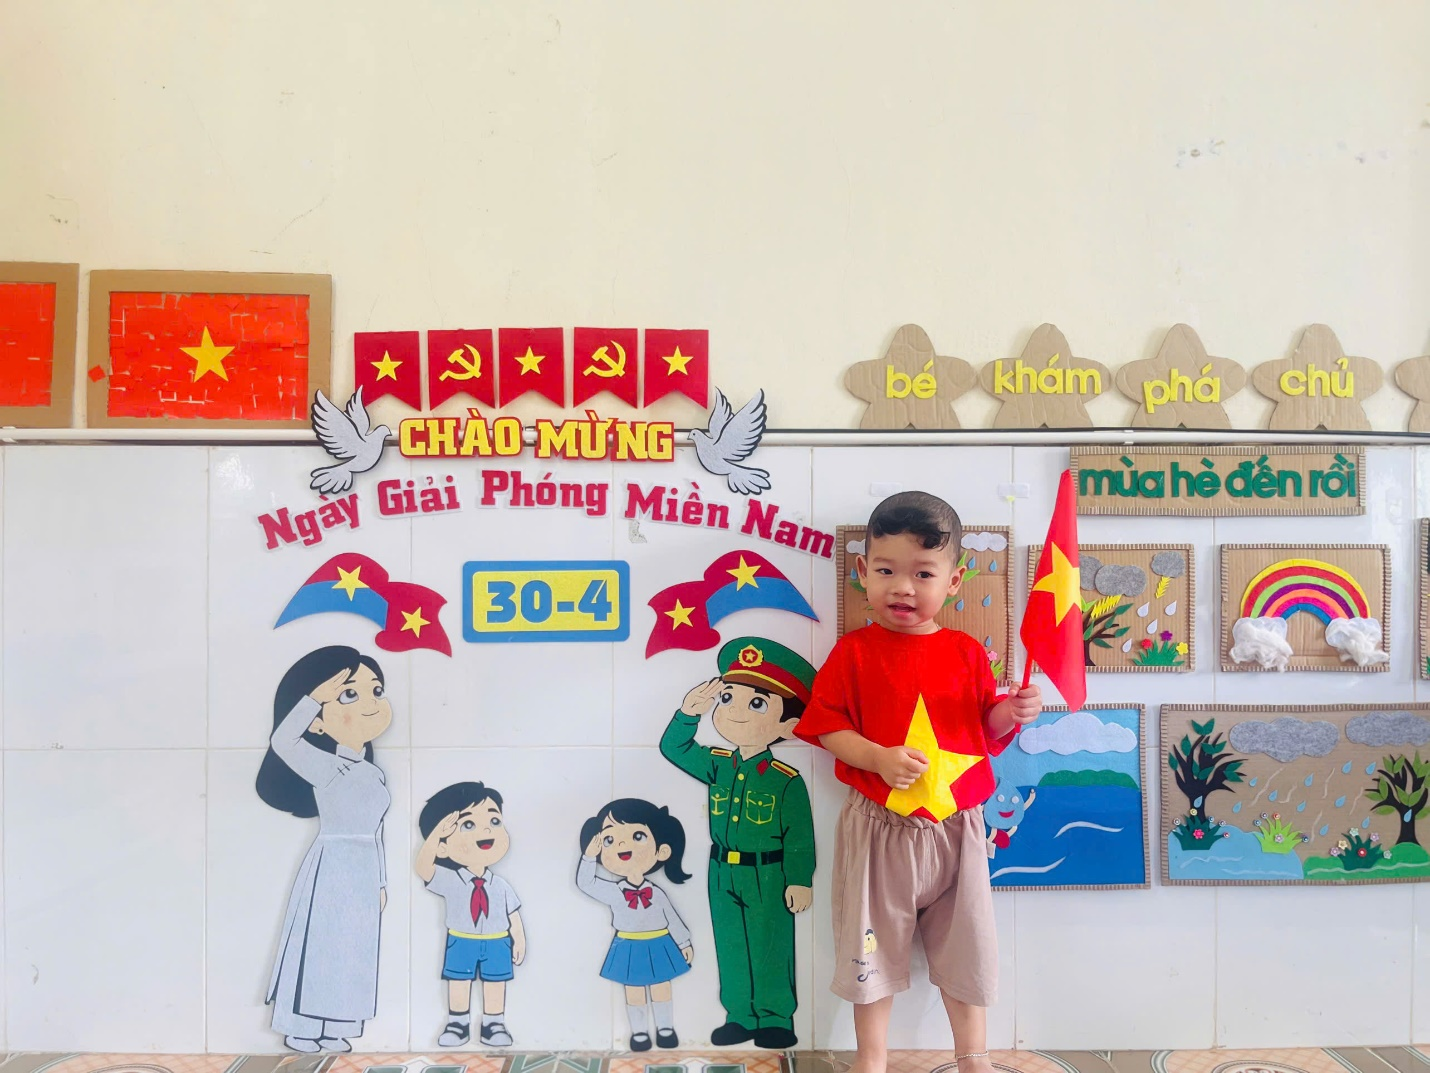 CHÀO MỪNG
Ngày Giải Phóng Miền Nam
30-4
bé khám phá chủ
mùa hè đến rồi